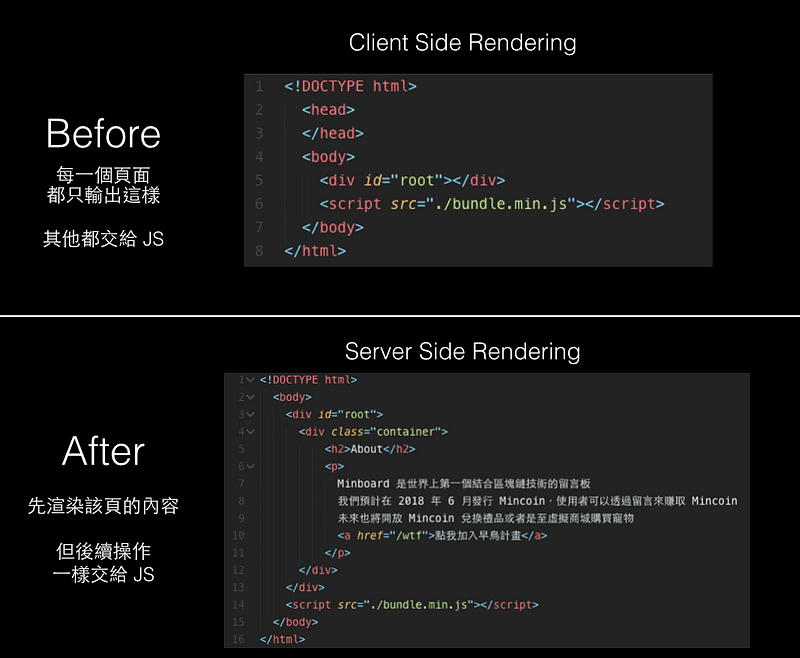 Client Side Rendering
Before
每一個頁面
都只輸出這樣
其他都交給 JS
1 <!DOCTYPE html>
2 <head>
3 </head>
4 <body>
5 <div id="root"></div>
6 <script src="./bundle.min.js"></script>
7 </body>
8 </html>
Server Side Rendering
After
先渲染該頁的內容
但後續操作
一樣交給 JS
1 <!DOCTYPE html>
2 <body>
3 <div id="root">
4 <div class="container">
5 <h2>About</h2>
6 <p>
7 Minboard 是世界上第一個結合區塊鏈技術的留言板
8 我們預計在 2018 年 6 月發行 Mincoin，使用者可以透過留言來賺取 Mincoin
9 未來也將開放 Mincoin 兌換禮品或者是至虛擬商城購買寵物
10 <a href="/wtf">點我加入早鳥計畫</a>
11 </p>
12 </div>
13 </div>
14 <script src="./bundle.min.js"></script>
15 </body>
16 </html>